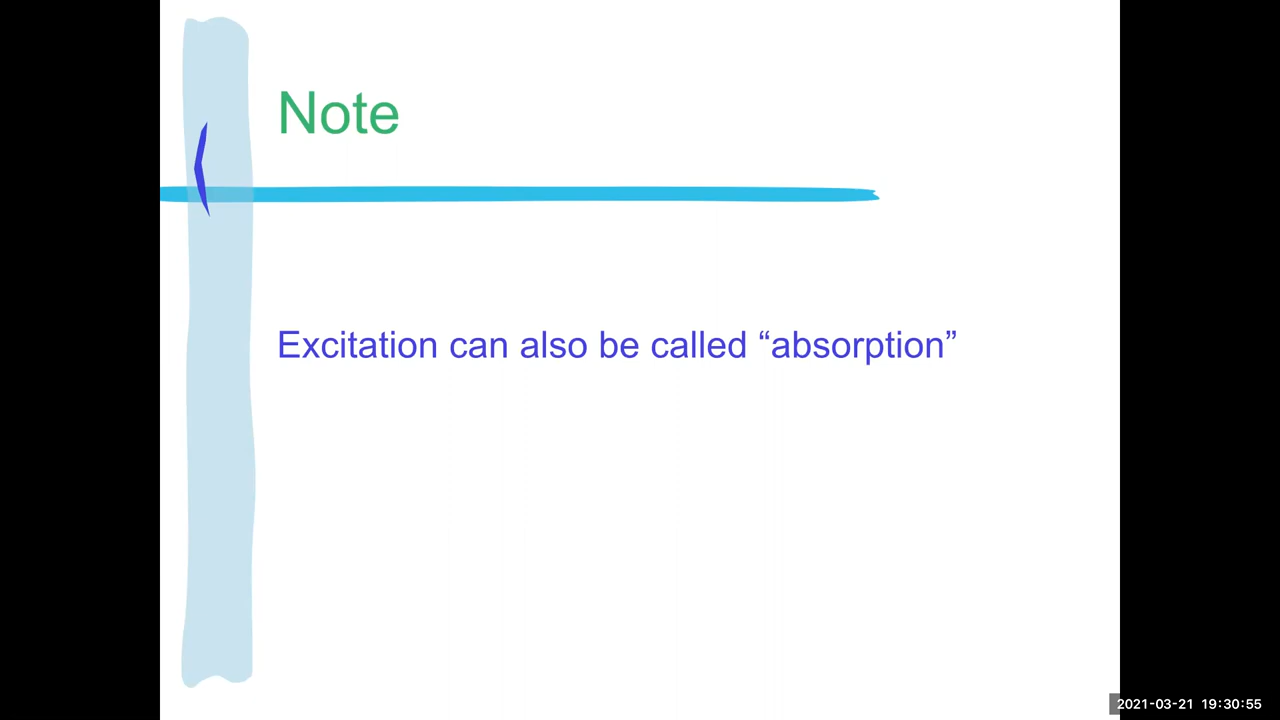 Note
Excitation can also be called “absorption”
2021-03-21 19:30:55